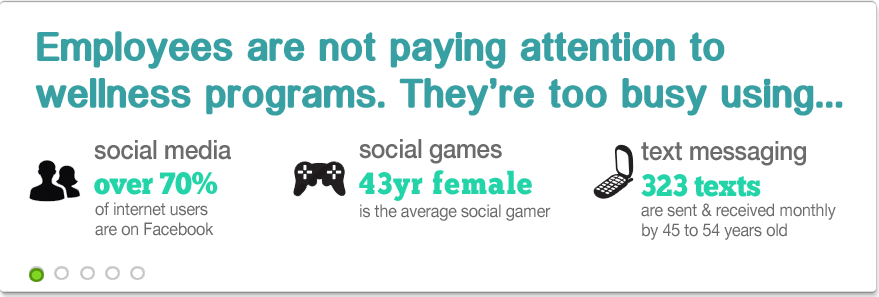 Employees are not paying attention to
wellness programs. They're too busy using...
social media
over 70%
of internet users
are on Facebook
social games
43yr female
is the average social gamer
text messaging
323 texts
are sent & received monthly
by 45 to 54 years old